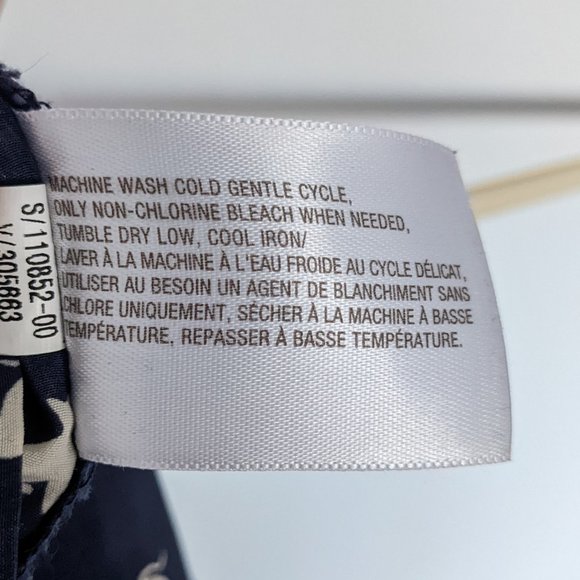 MACHINE WASH COLD GENTLE CYCLE,
ONLY NON-CHLORINE BLEACH WHEN NEEDED,
TUMBLE DRY LOW, COOL IRON/
LAVER À LA MACHINE À L'EAU FROIDE AU CYCLE DÉLICAT,
UTILISER AU BESOIN UN AGENT DE BLANCHIMENT SANS
CHLORE UNIQUEMENT, SÉCHER À LA MACHINE À BASSE
TEMPÉRATURE, REPASSER À BASSE TEMPÉRATURE.
S/110852-00
V/305863